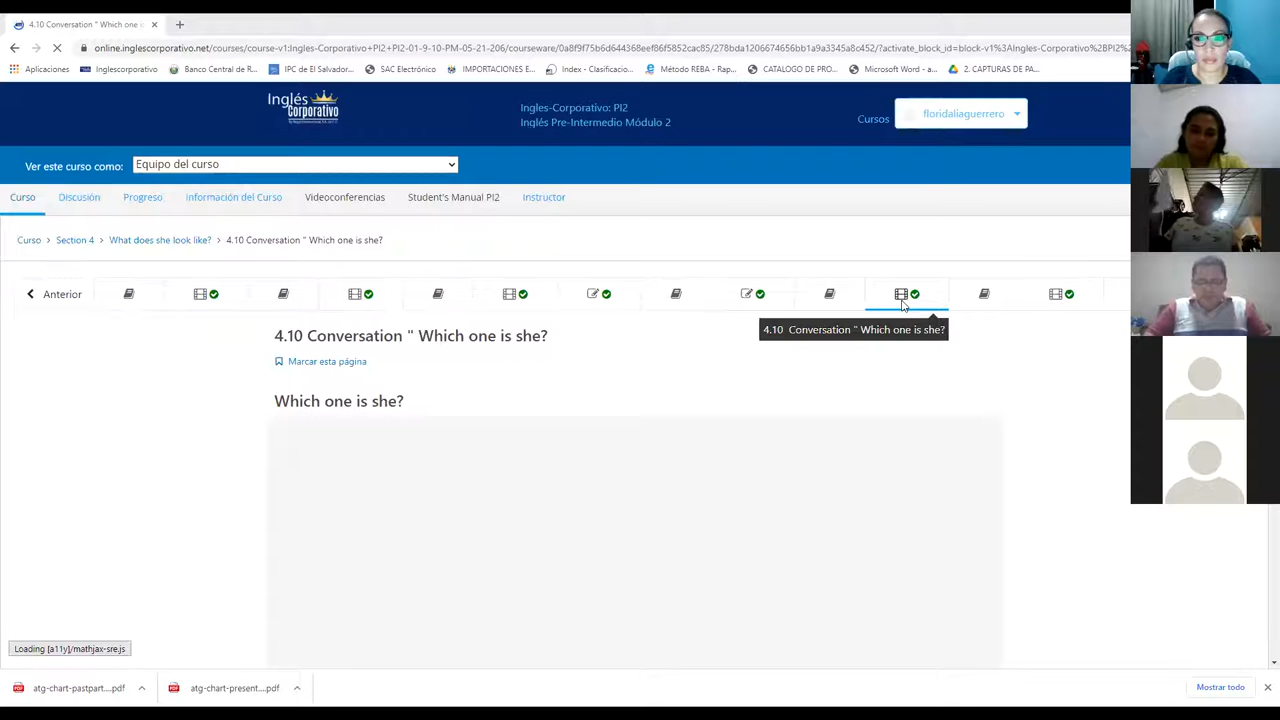 4.10 Conversation " Which one is
online.inglescorporativo.net/courses/course-v1:Ingles-Corporativo+PI2+PI2-01-9-10-PM-05-21-206/courseware/0a8f9f75b6d644368eef86f5852cac85/278bda1206674656bb1a9a3345a8c452/?activate_block_id=block-v1%3AIngles-Corporativo%2BPI2%
Aplicaciones
Inglescorporativo
Banco Central de R...
IPC de El Salvador...
SAC Electrónico
IMPORTACIONES E...
Index - Clasificacio...
Método REBA - Rap...
CATALOGO DE PRO...
Microsoft Word - a...
2. CAPTURAS DE PA...
Inglés
Corporativo
Ingles-Corporativo: PI2
Inglés Pre-Intermedio Módulo 2
Cursos
floridaliaguerrero
Ver este curso como:
Equipo del curso
Curso
Discusión
Progreso
Información del Curso
Videoconferencias
Student's Manual PI2
Instructor
Curso > Section 4 > What does she look like? > 4.10 Conversation " Which one is she?
Anterior
4.10 Conversation " Which one is she?
4.10 Conversation " Which one is she?
Marcar esta página
Which one is she?
Loading [a11y]/mathjax-sre.js
atg-chart-pastpart....pdf
atg-chart-present....pdf
Mostrar todo